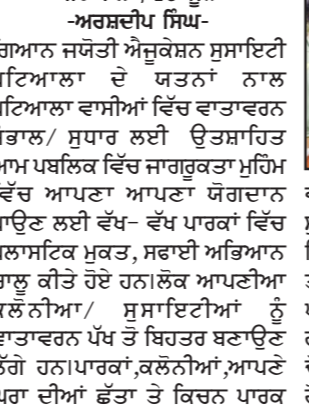 -ਅਰਸ਼ਦੀਪ ਸਿੰਘ-
ਗਿਆਨ ਜਯੋਤੀ ਐਜੂਕੇਸ਼ਨ ਸੁਸਾਇਟੀ
ਪਟਿਆਲਾ ਦੇ ਯਤਨਾਂ ਨਾਲ
ਪਟਿਆਲਾ ਵਾਸੀਆਂ ਵਿੱਚ ਵਾਤਾਵਰਨ
ਸੰਭਾਲ/ ਸੁਧਾਰ ਲਈ ਉਤਸ਼ਾਹਿਤ
ਆਮ ਪਬਲਿਕ ਵਿੱਚ ਜਾਗਰੂਕਤਾ ਮੁਹਿੰਮ
ਵਿੱਚ ਆਪਣਾ ਆਪਣਾ ਯੋਗਦਾਨ
ਪਾਉਣ ਲਈ ਵੱਖ- ਵੱਖ ਪਾਰਕਾਂ ਵਿੱਚ
ਪਲਾਸਟਿਕ ਮੁਕਤ, ਸਫਾਈ ਅਭਿਆਨ
ਚਾਲੂ ਕੀਤੇ ਹੋਏ ਹਨ।ਲੋਕ ਆਪਣੀਆ
ਕਲੋਨੀਆ/ ਸੁਸਾਇਟੀਆਂ ਨੂੰ
ਵਾਤਾਵਰਨ ਪੱਖ ਤੋਂ ਬਿਹਤਰ ਬਣਾਉਣ
ਲੱਗੇ ਹਨ।ਪਾਰਕਾਂ,ਕਲੋਨੀਆਂ,ਆਪਣੇ
ਘਰਾ ਦੀਆਂ ਛੱਤਾ ਤੇ ਕਿਚਨ ਪਾਰਕ